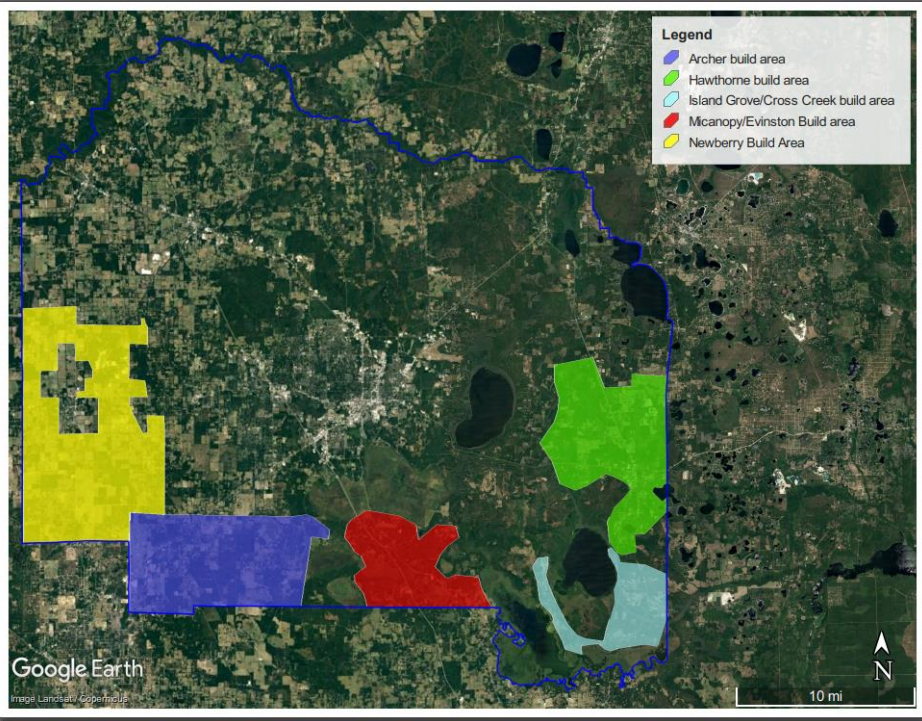 Legend
Archer build area
Hawthorne build area
Island Grove/Cross Creek build area
Micanopy/Evinston Build area
Newberry Build Area
Google Earth
Image Landsat / Copernicus
N
10 mi